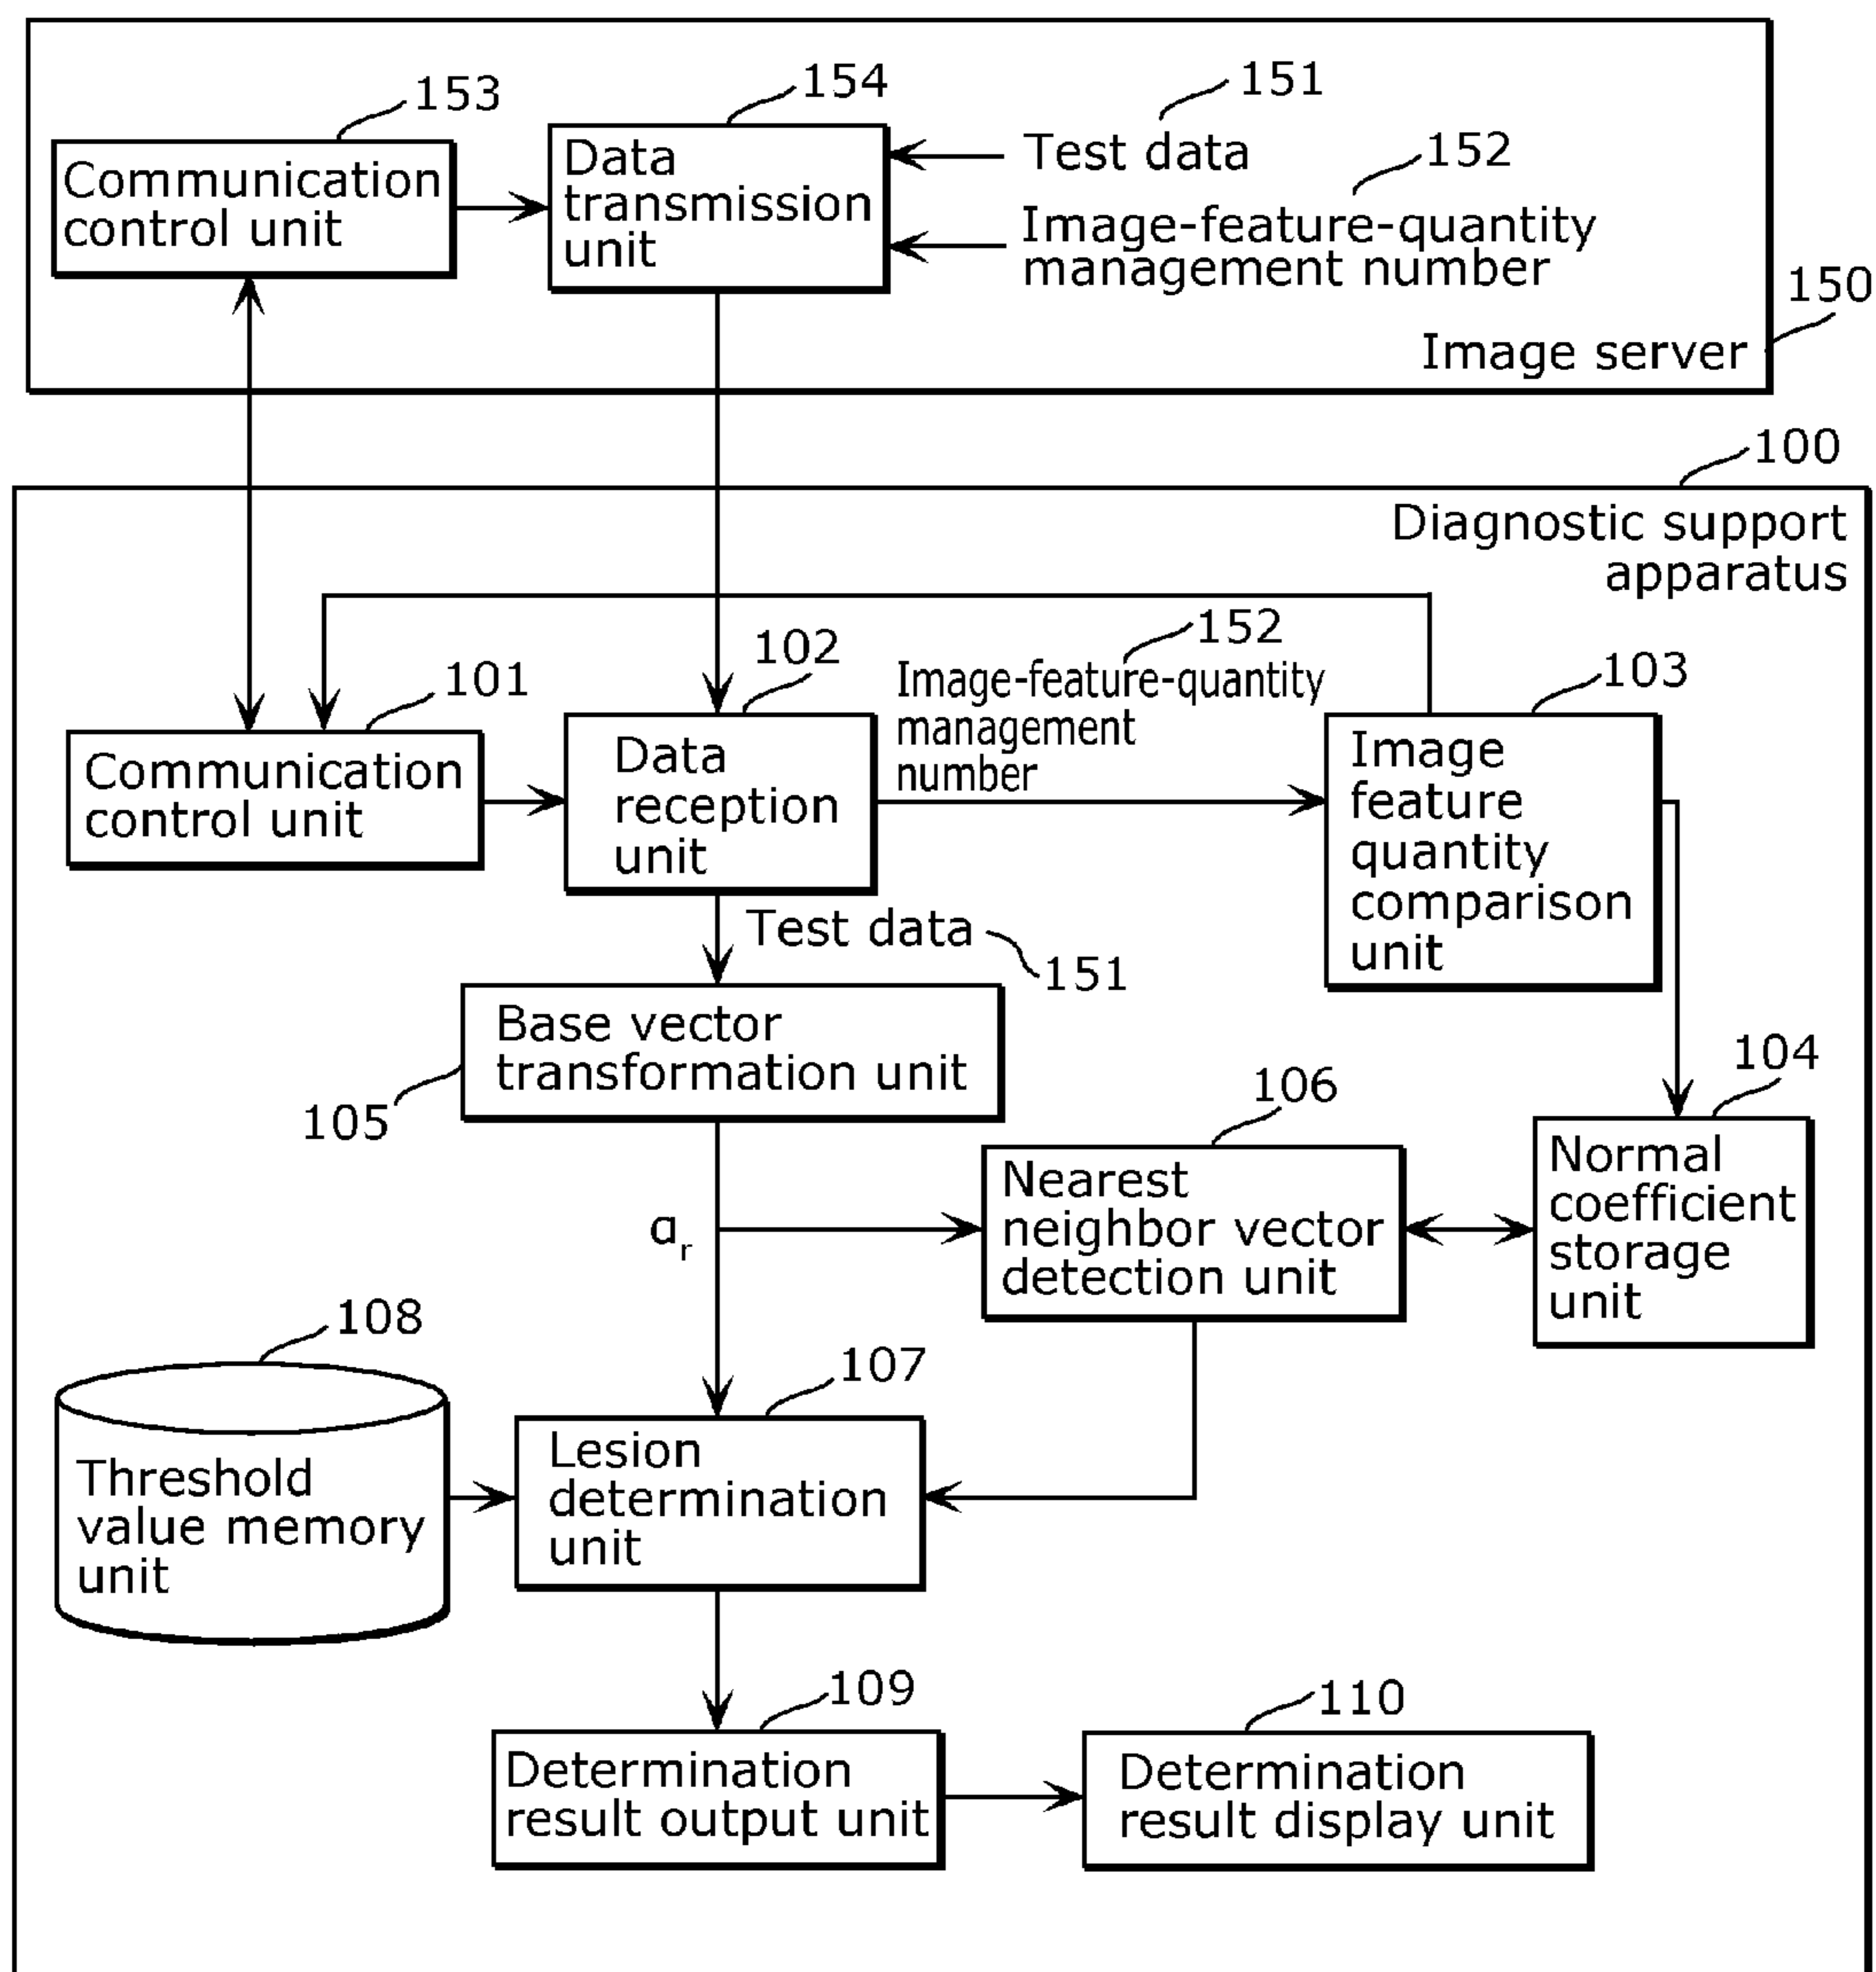 153
154
151
152
Communication
control unit
Data
transmission
unit
Test data
Image-feature-quantity
management number
150
Image server
100
Diagnostic support
apparatus
101
102
152
Image-feature-quantity
management
number
103
Communication
control unit
Data
reception
unit
Image
feature
quantity
comparison
unit
Test data
151
Base vector
transformation unit
105
106
104
Nearest
neighbor vector
detection unit
Normal
coefficient
storage
unit
αr
108
107
Threshold
value memory
unit
Lesion
determination
unit
109
110
Determination
result output unit
Determination
result display unit